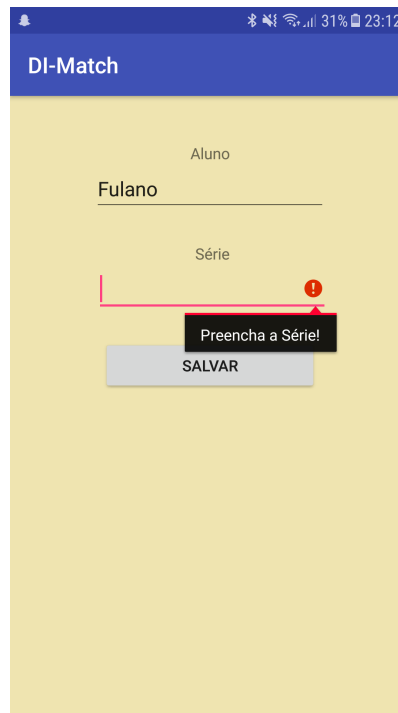 31% 23:12
DI-Match
Aluno
Fulano
Série
Preencha a Série!
SALVAR